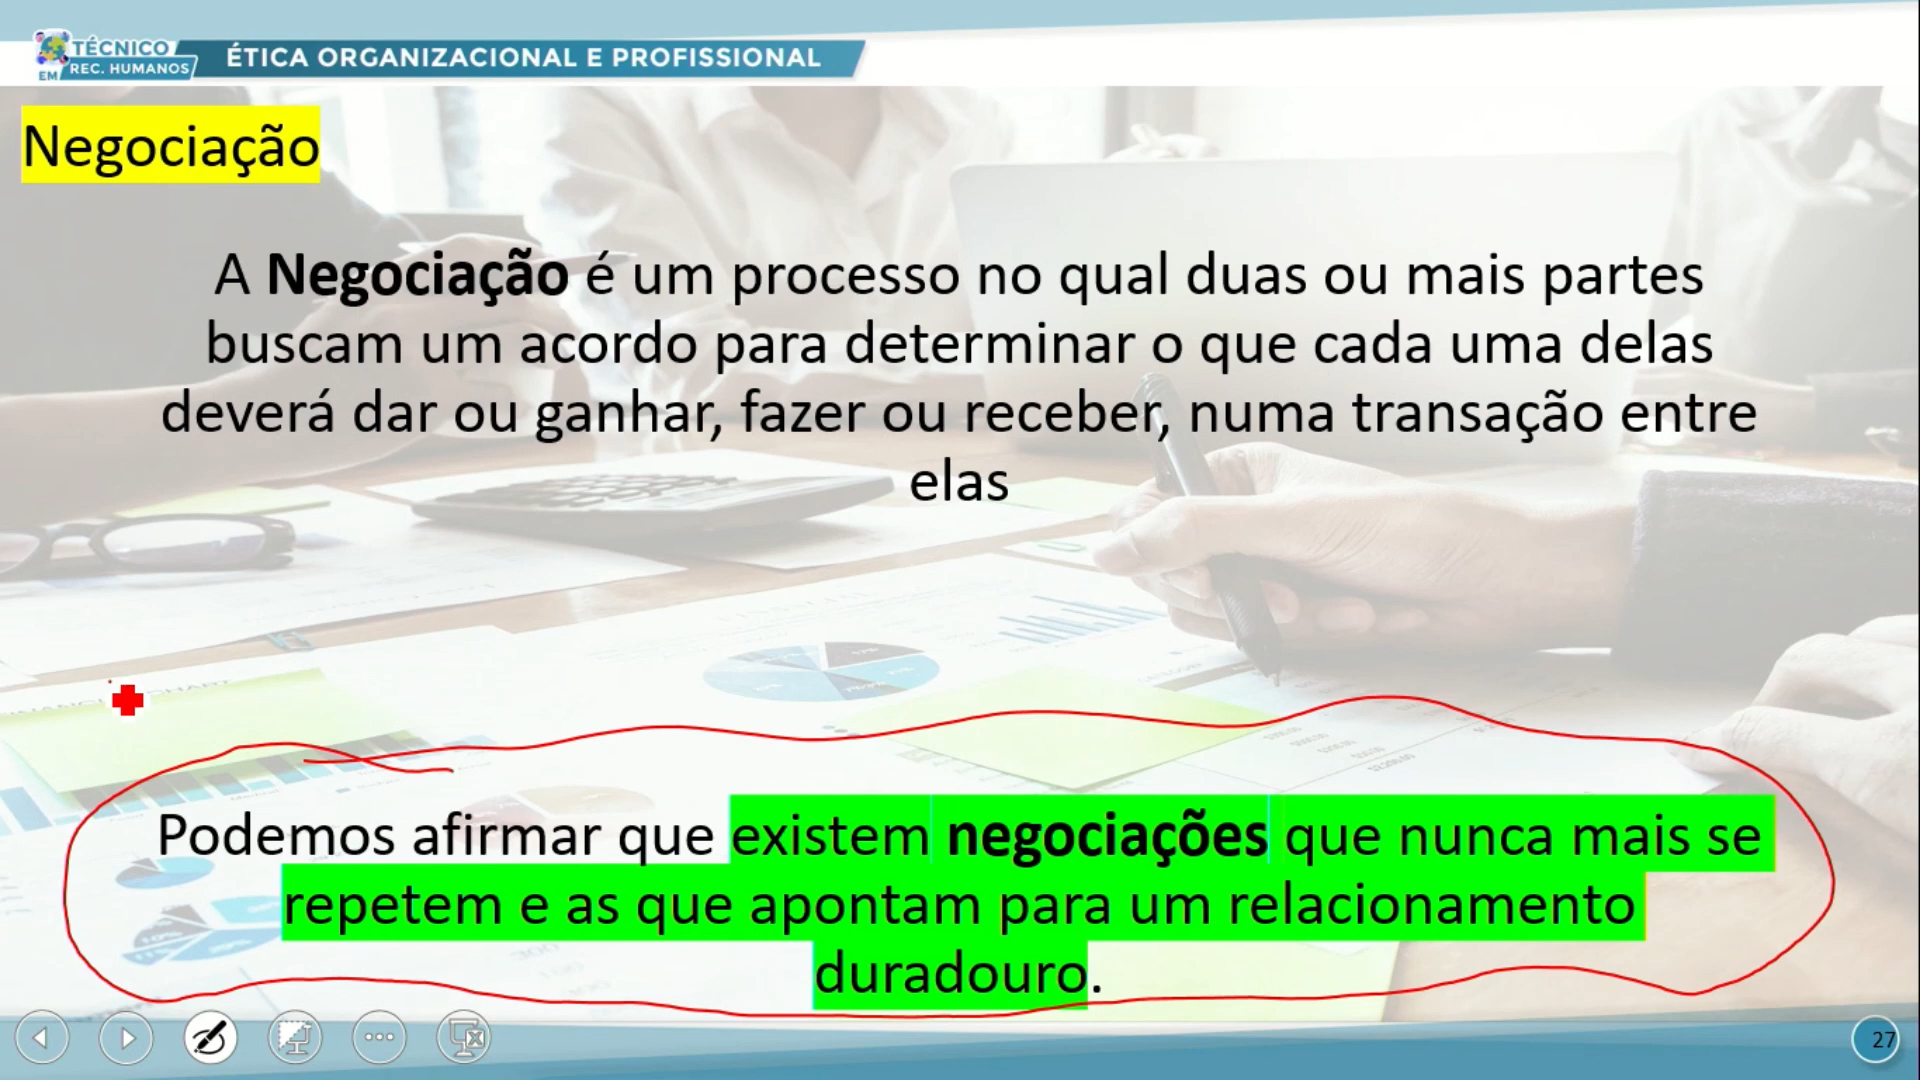 TÉCNICO
EM REC. HUMANOS
ÉTICA ORGANIZACIONAL E PROFISSIONAL
Negociação
A Negociação é um processo no qual duas ou mais partes
buscam um acordo para determinar o que cada uma delas
deverá dar ou ganhar, fazer ou receber, numa transação entre
elas
Podemos afirmar que existem negociações que nunca mais se
repetem e as que apontam para um relacionamento
duradouro.
27